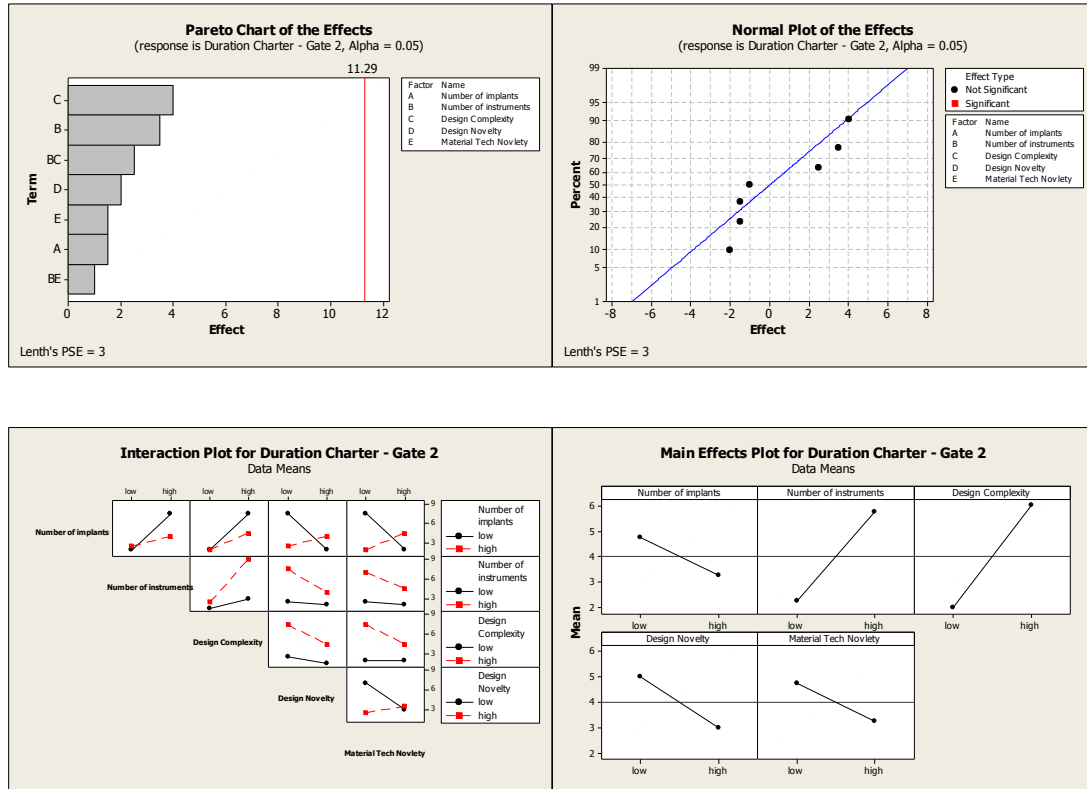 Pareto Chart of the Effects
(response is Duration Charter - Gate 2, Alpha = 0.05)
11.29
Factor Name
A Number of implants
B Number of instruments
C Design Complexity
D Design Novelty
E Material Tech Novlety
Term
C
B
BC
D
E
A
BE
0 2 4 6 8 10 12
Effect
Lenth's PSE = 3
Normal Plot of the Effects
(response is Duration Charter - Gate 2, Alpha = 0.05)
Effect Type
Not Significant
Significant
Factor Name
A Number of implants
B Number of instruments
C Design Complexity
D Design Novelty
E Material Tech Novlety
Percent
99
95
90
80
70
60
50
40
30
20
10
5
1
-8 -6 -4 -2 0 2 4 6 8
Effect
Lenth's PSE = 3
Interaction Plot for Duration Charter - Gate 2
Data Means
low high low high low high low high
Number of implants
9
6
3
Number of
implants
low
high
Number of instruments
9
6
3
Number of
instruments
low
high
Design Complexity
9
6
3
Design
Complexity
low
high
Design Novelty
9
6
3
Design
Novelty
low
high
Material Tech Novlety
Main Effects Plot for Duration Charter - Gate 2
Data Means
Mean
Number of implants Number of instruments Design Complexity
6
5
4
3
2
low high low high low high
Design Novelty Material Tech Novlety
6
5
4
3
2
low high low high